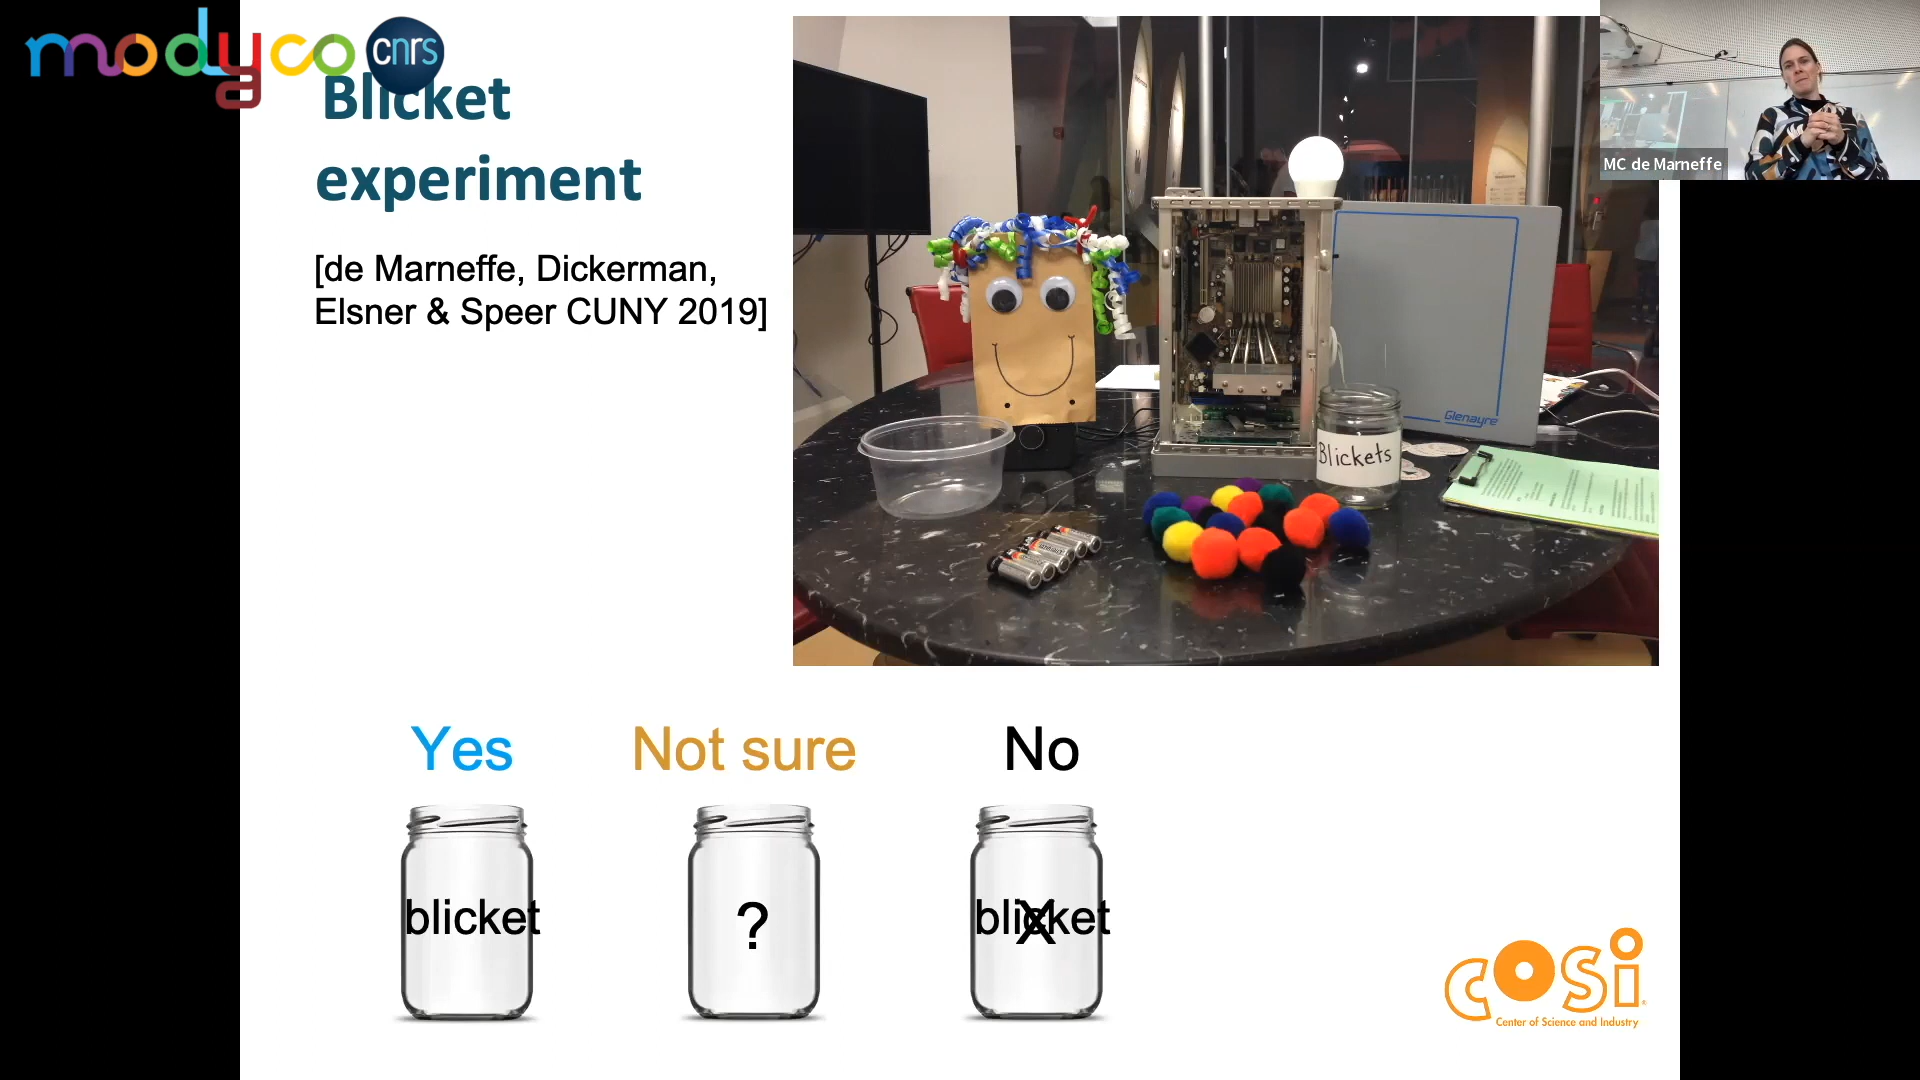 modyco
cnrs
Blicket
experiment
[de Marneffe, Dickerman,
Elsner & Speer CUNY 2019]
MC de Marneffe
Glenayre
Blickets
Yes
Not sure
No
blicket
?
blicket
X
cosi
Center of Science and Industry